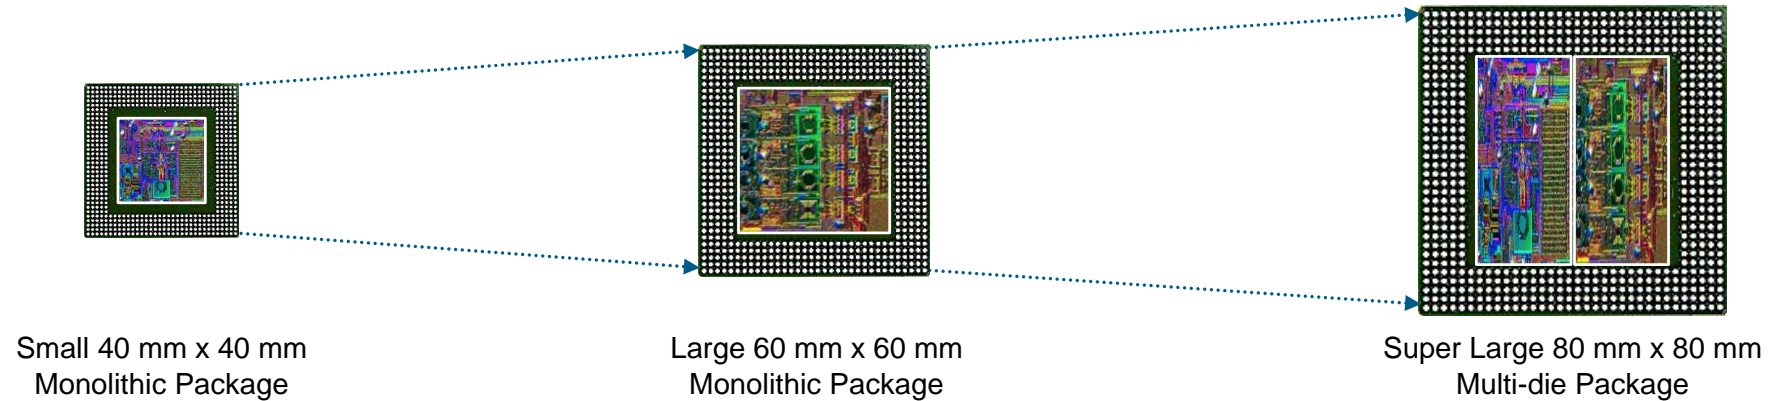 Small 40 mm x 40 mm
Monolithic Package
Large 60 mm x 60 mm
Monolithic Package
Super Large 80 mm x 80 mm
Multi-die Package